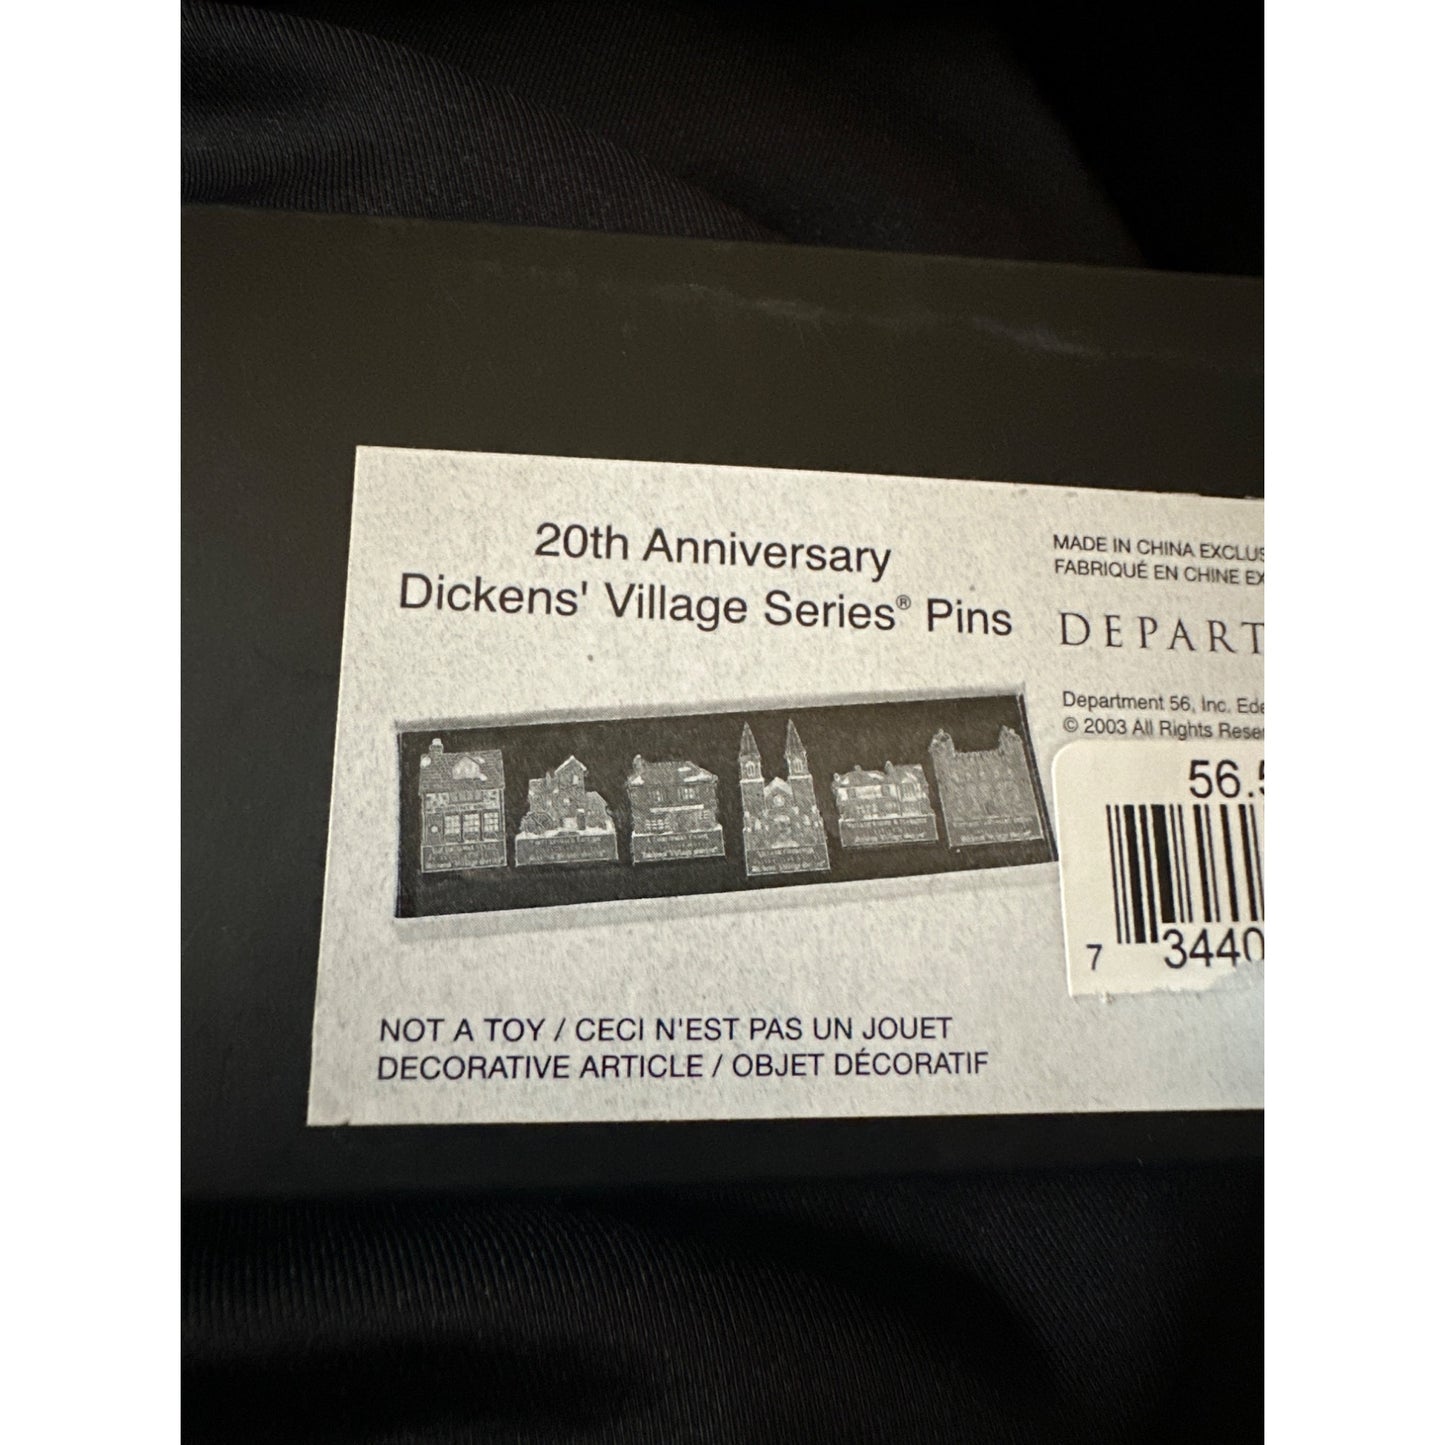 20th Anniversary
Dickens' Village Series® Pins
NOT A TOY / CECI N'EST PAS UN JOUET
DECORATIVE ARTICLE / OBJET DÉCORATIF
MADE IN CHINA EXCLUS
FABRIQUÉ EN CHINE EX
DEPART
Department 56, Inc. Ede
© 2003 All Rights Reser
56.5
7 3440